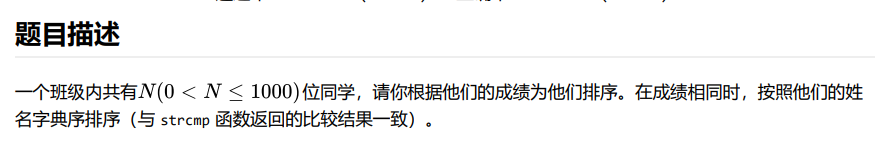 题目描述
一个班级内共有N(0 < N ≤ 1000)位同学，请你根据他们的成绩为他们排序。在成绩相同时，按照他们的姓
名字典序排序（与 strcmp 函数返回的比较结果一致）。